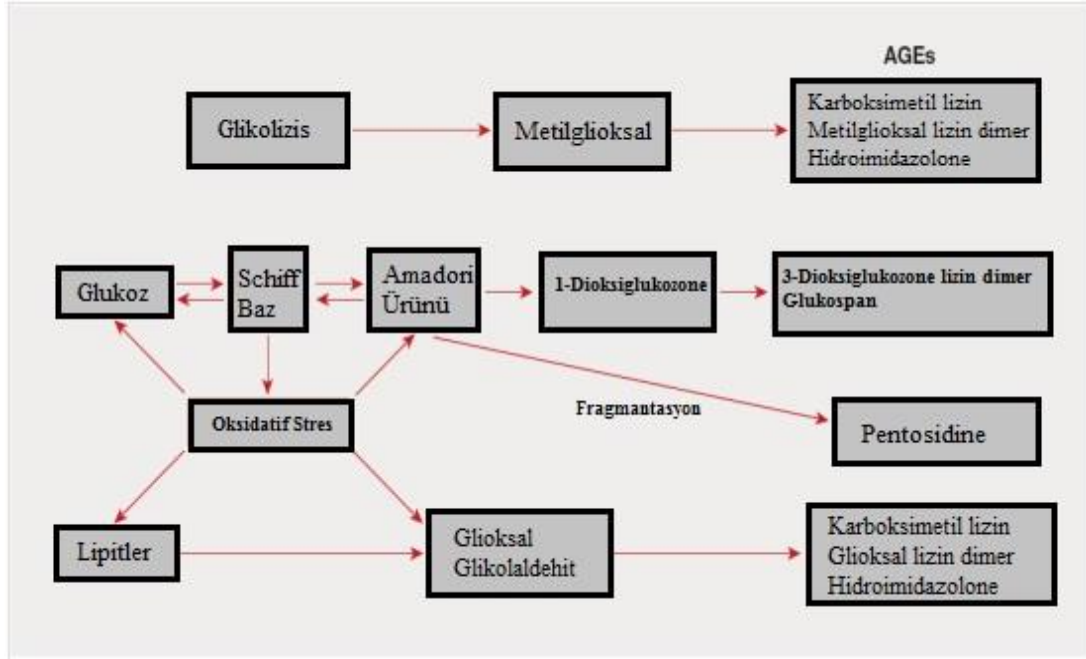 AGEs
Glikolizis
Metilglioksal
Karboksimetil lizin
Metilglioksal lizin dimer
Hidroimidazolone
Glukoz
Schiff
Baz
Amadori
Ürünü
1-Dioksiglukozone
3-Dioksiglukozone lizin dimer
Glukospan
Oksidatif Stres
Fragmantasyon
Pentosidine
Lipitler
Glioksal
Glikolaldehit
Karboksimetil lizin
Glioksal lizin dimer
Hidroimidazolone